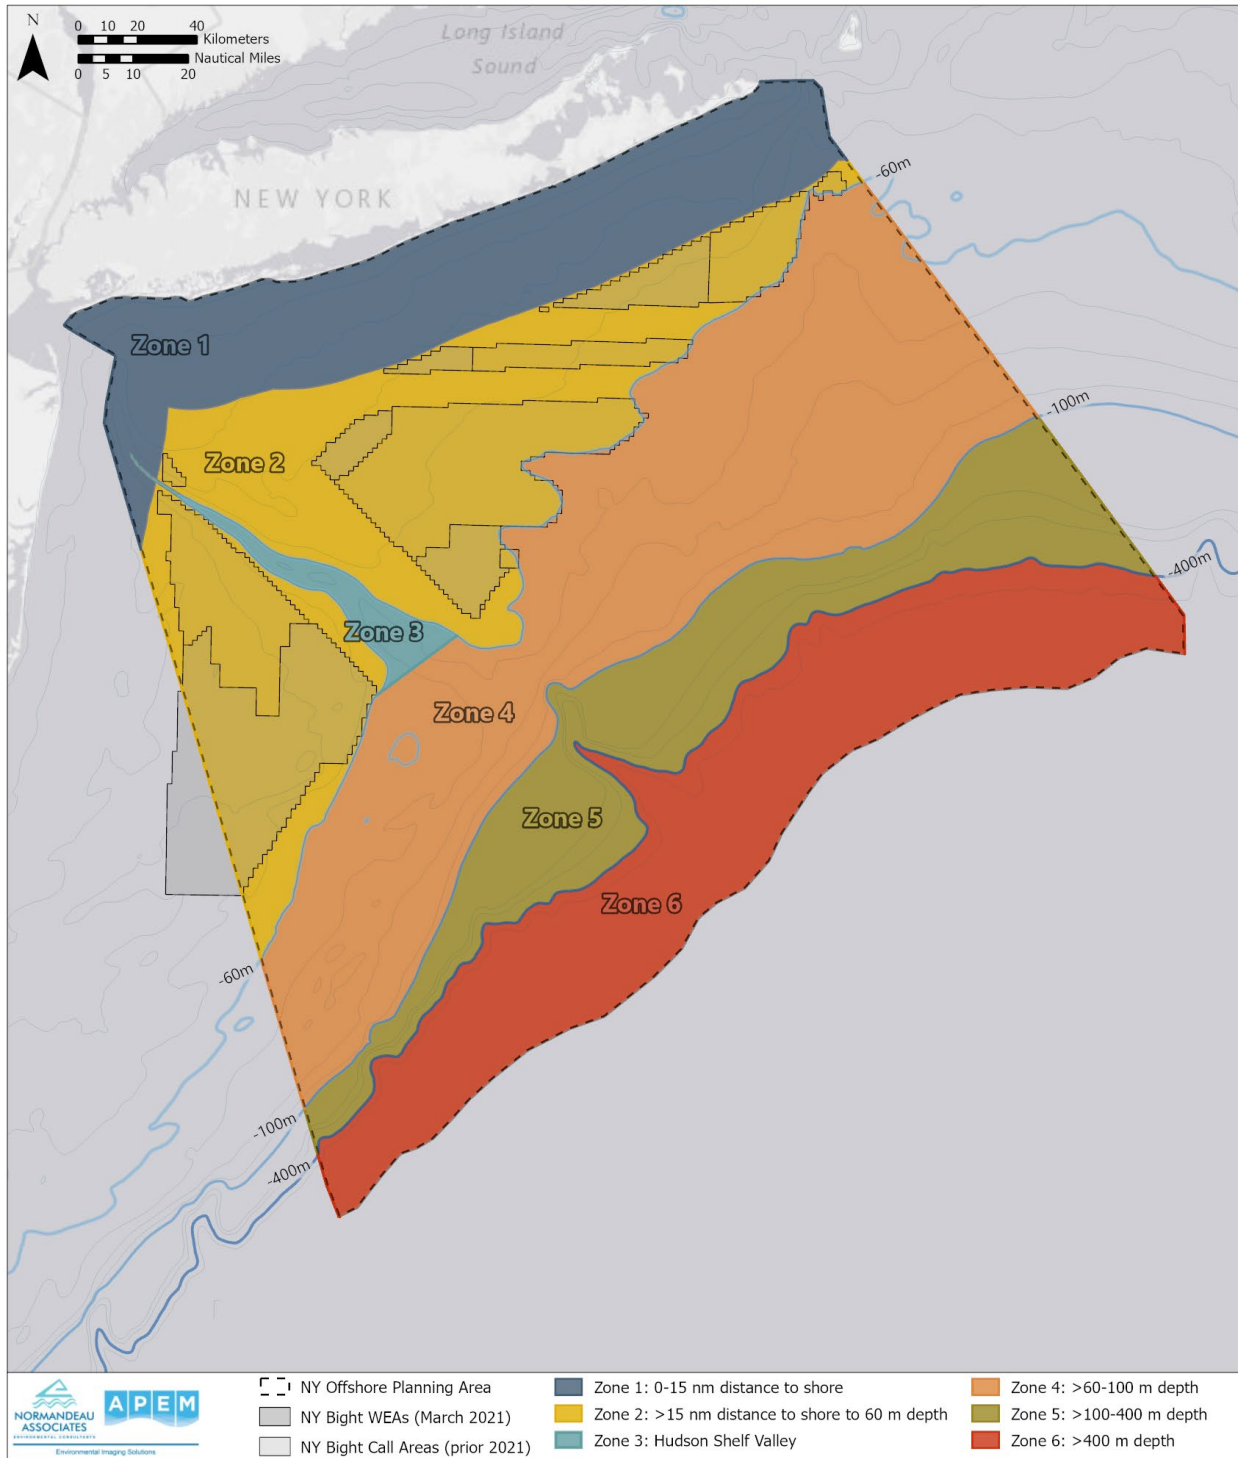 N
0 10 20 40
Kilometers
Nautical Miles
0 5 10 20
Long Island
Sound
NEW YORK
-60m
Zone 1
-100m
Zone 2
-400m
Zone 3
Zone 4
Zone 5
Zone 6
-60m
-100m
-400m
NORMANDEAU
ASSOCIATES
ENVIRONMENTAL CONSULTANTS
APEM
Environmental Imaging Solutions
NY Offshore Planning Area
NY Bight WEAs (March 2021)
NY Bight Call Areas (prior 2021)
Zone 1: 0-15 nm distance to shore
Zone 2: >15 nm distance to shore to 60 m depth
Zone 3: Hudson Shelf Valley
Zone 4: >60-100 m depth
Zone 5: >100-400 m depth
Zone 6: >400 m depth